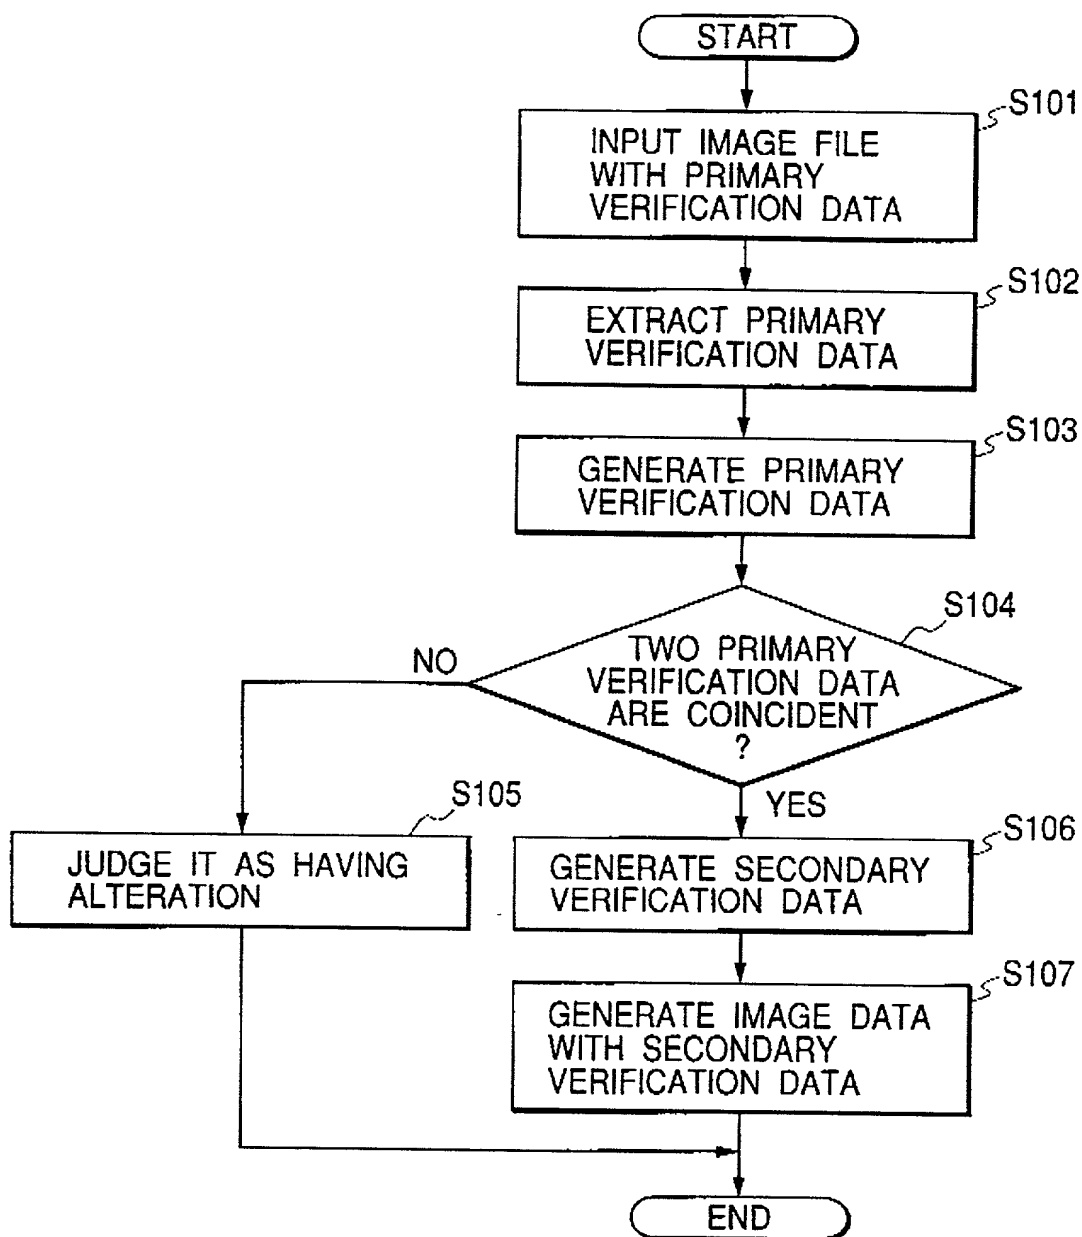 START
S101
INPUT IMAGE FILE
WITH PRIMARY
VERIFICATION DATA
S102
EXTRACT PRIMARY
VERIFICATION DATA
S103
GENERATE PRIMARY
VERIFICATION DATA
S104
TWO PRIMARY
VERIFICATION DATA
ARE COINCIDENT
?
NO
YES
S105
JUDGE IT AS HAVING
ALTERATION
S106
GENERATE SECONDARY
VERIFICATION DATA
S107
GENERATE IMAGE DATA
WITH SECONDARY
VERIFICATION DATA
END